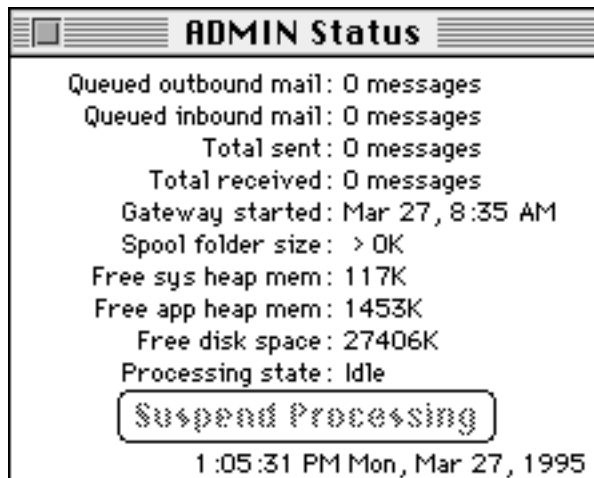 ADMIN Status
Queued outbound mail: 0 messages
Queued inbound mail: 0 messages
Total sent: 0 messages
Total received: 0 messages
Gateway started: Mar 27, 8:35 AM
Spool folder size: > 0K
Free sys heap mem: 117K
Free app heap mem: 1453K
Free disk space: 27406K
Processing state: Idle
Suspend Processing
1:05:31 PM Mon, Mar 27, 1995